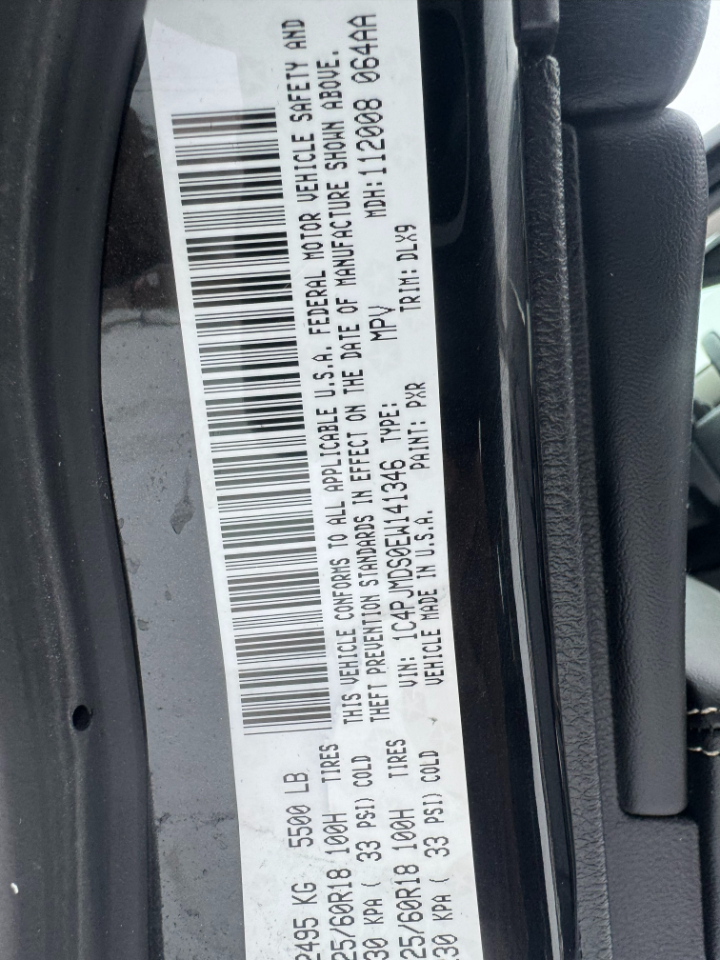 2495 KG 5500 LB
25/60R18 100H TIRES
30 KPA ( 33 PSI) COLD
25/60R18 100H TIRES
30 KPA ( 33 PSI) COLD
THIS VEHICLE CONFORMS TO ALL APPLICABLE U.S.A. FEDERAL MOTOR VEHICLE SAFETY AND
THEFT PREVENTION STANDARDS IN EFFECT ON THE DATE OF MANUFACTURE SHOWN ABOVE.
VIN: 1C4PJMDS0EW141346 TYPE: MPV MDH:112008 064AA
VEHICLE MADE IN U.S.A. PAINT: PXR TRIM: DLX9